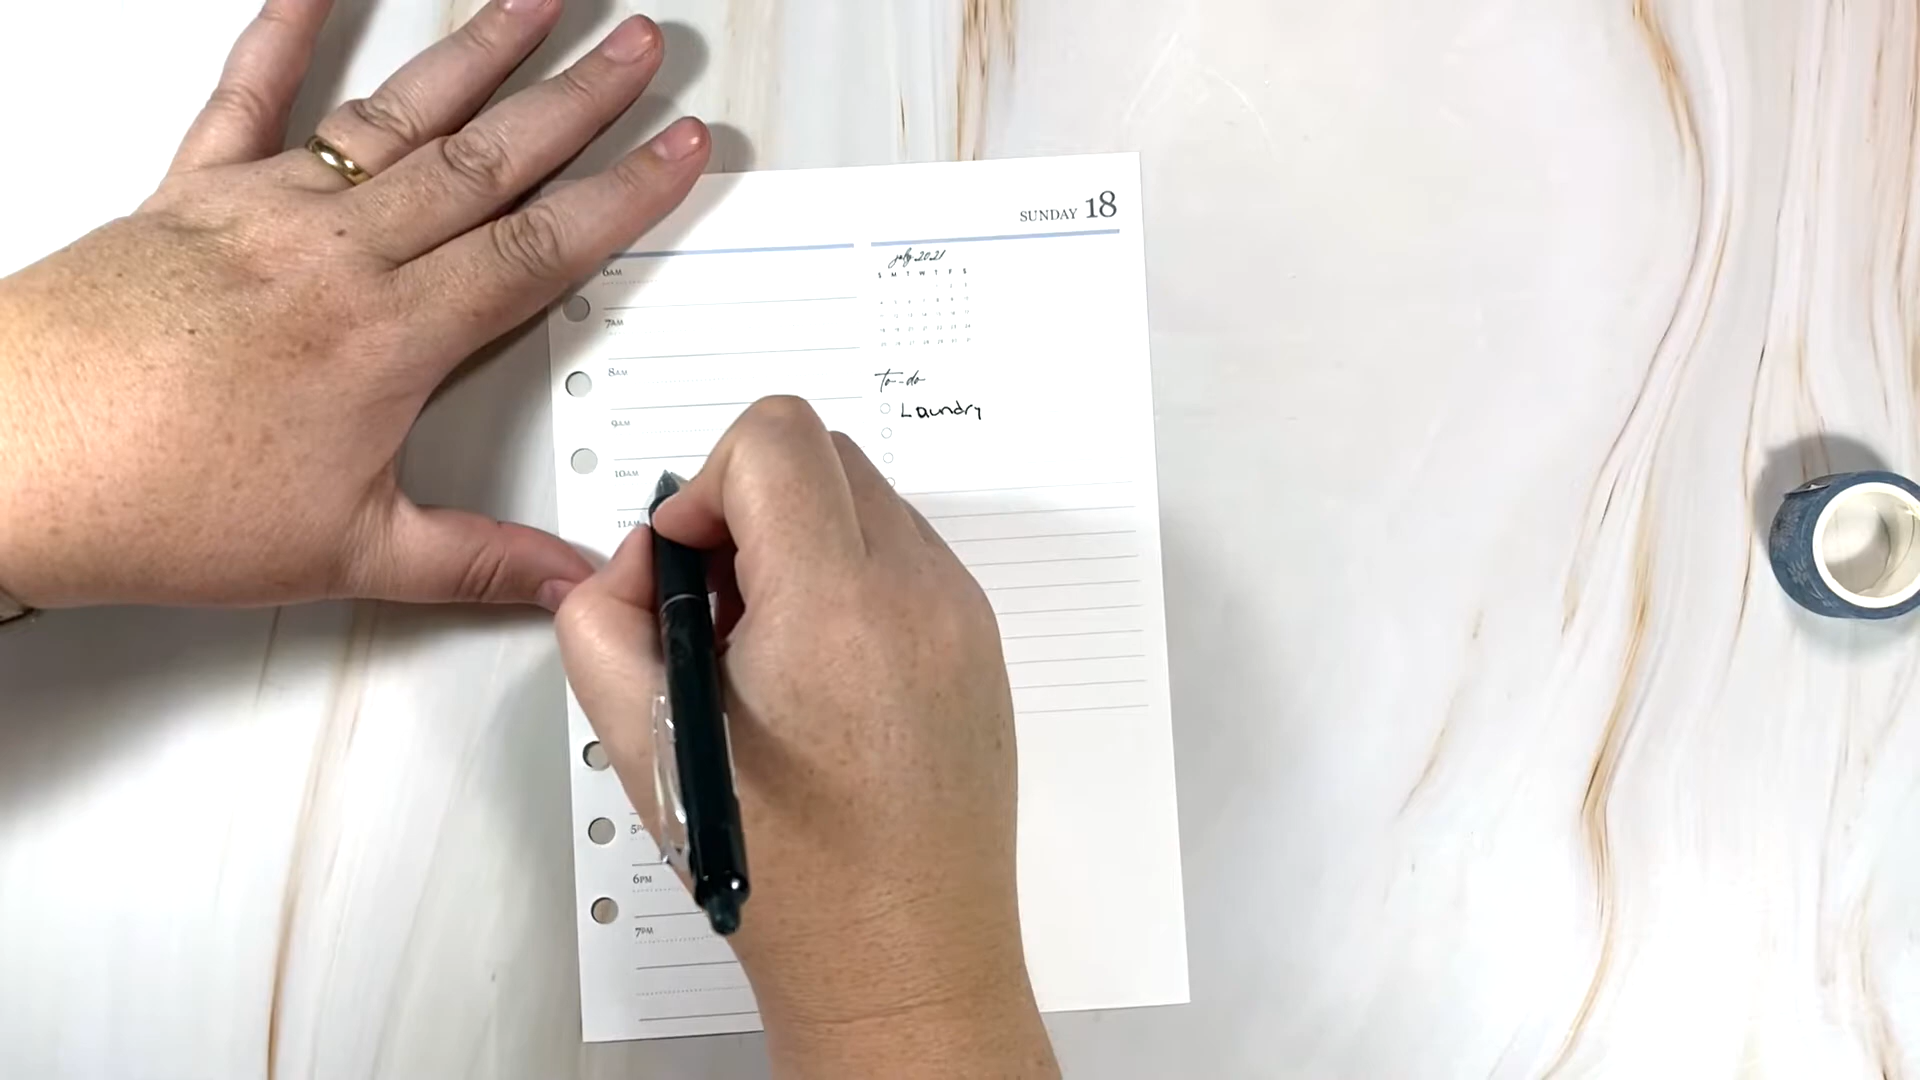 SUNDAY 18
6AM
7AM
8AM
9AM
10AM
11AM
5PM
6PM
7PM
july 2021
S M T W T F S
to-do
Laundry